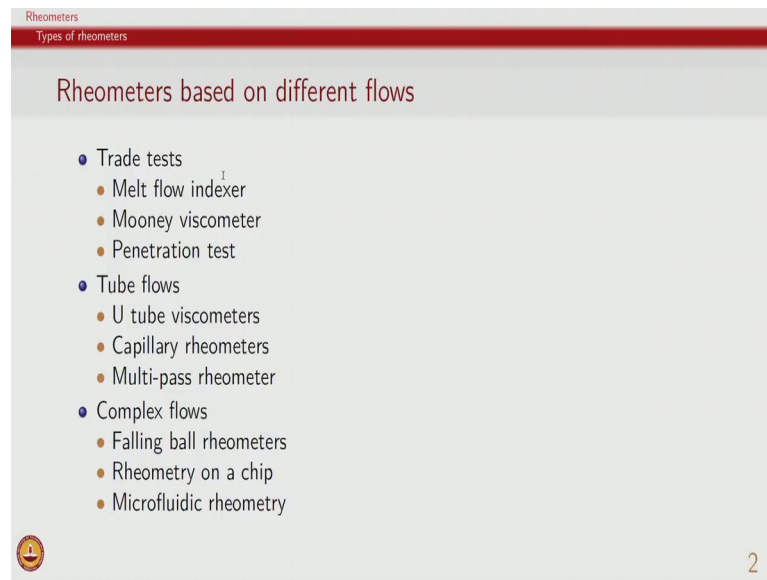 Rheometers
Types of rheometers
Rheometers based on different flows
Trade tests
Melt flow indexer
Mooney viscometer
Penetration test
Tube flows
U tube viscometers
Capillary rheometers
Multi-pass rheometer
Complex flows
Falling ball rheometers
Rheometry on a chip
Microfluidic rheometry
2